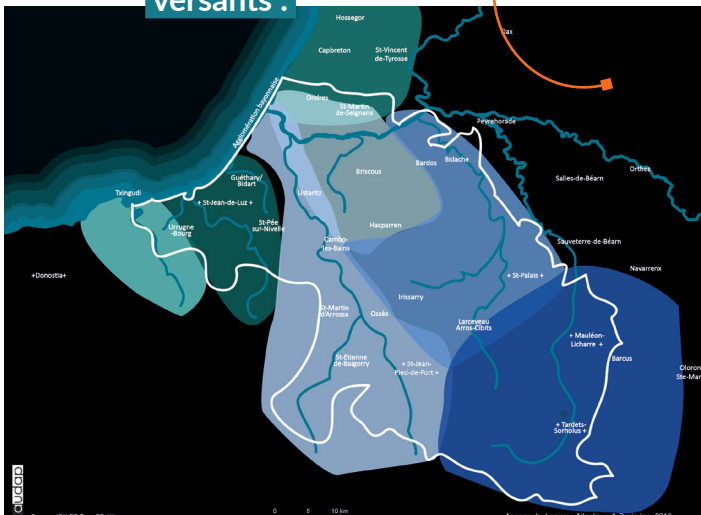 versants :
Hossegor
Capbreton
St-Vincent
de-Tyrosse
Dax
Ondres
St-Martin
de-Seignanx
Agglomération bayonnaise
Peyrehorade
Bardos
Bidache
Briscous
Salies-de-Béarn
Orthez
Guéthary/
Bidart
Txingudi
+ St-Jean-de-Luz +
Ustaritz
Urrugne
-Bourg
St-Pée
sur-Nivelle
Hasparren
Cambo-
les-Bains
Sauveterre-de-Béarn
+Donostia+
Navarrenx
+ St-Palais +
Irissarry
St-Martin
d'Arrossa
Ossès
Larceveau
Arros-Cibits
+ Mauléon-
Licharre +
St-Etienne
de-Baigorry
Barcus
+ St-Jean-
Pied-de-Port +
Oloron
Ste-Mar
+ Tardets-
Sorholus +
audap
0 5 10 km